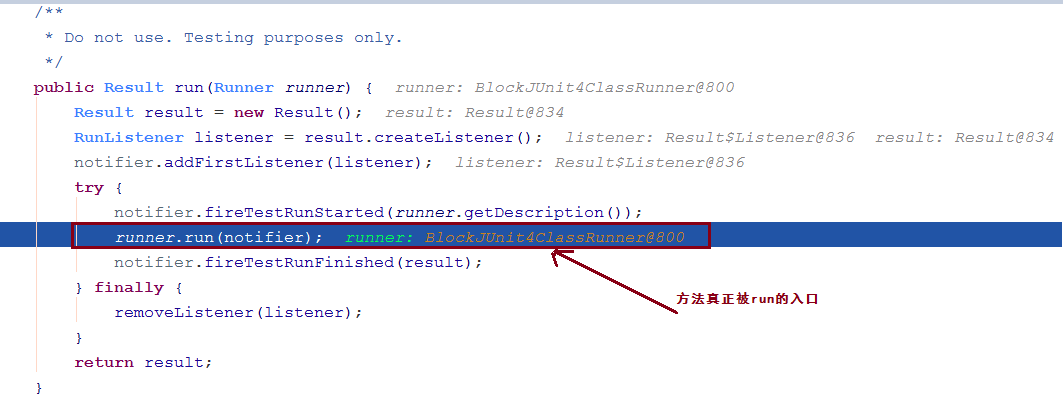 /**
 * Do not use. Testing purposes only.
 */
public Result run(Runner runner) {  runner: BlockJUnit4ClassRunner@800
    Result result = new Result();  result: Result@834
    RunListener listener = result.createListener();  listener: Result$Listener@836  result: Result@834
    notifier.addFirstListener(listener);  listener: Result$Listener@836
    try {
        notifier.fireTestRunStarted(runner.getDescription());
        runner.run(notifier);  runner: BlockJUnit4ClassRunner@800
        notifier.fireTestRunFinished(result);
    } finally {
方法真正被run的入口
        removeListener(listener);
    }
    return result;
}